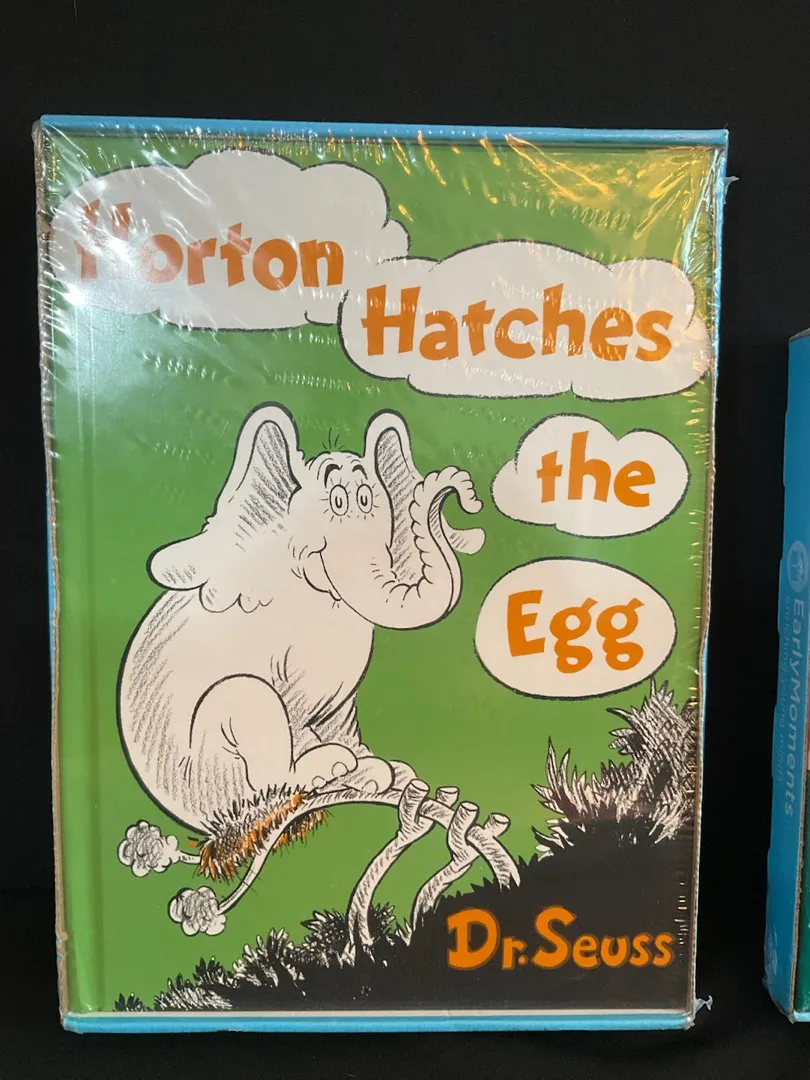 Horton
Hatches
the
Egg
Dr. Seuss
EarlyMoments